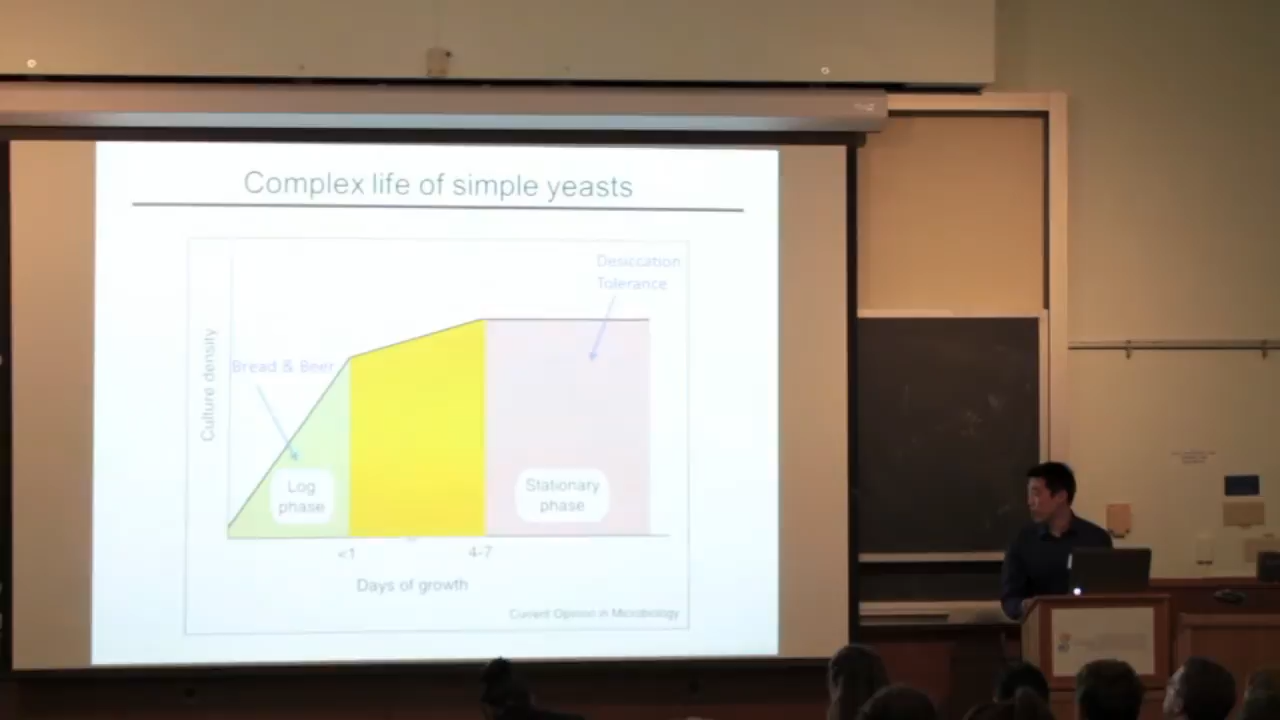 Complex life of simple yeasts
Desiccation
Tolerance
Bread & Beer
Culture density
Log
phase
Stationary
phase
<1
4-7
Days of growth
Current Opinion in Microbiology